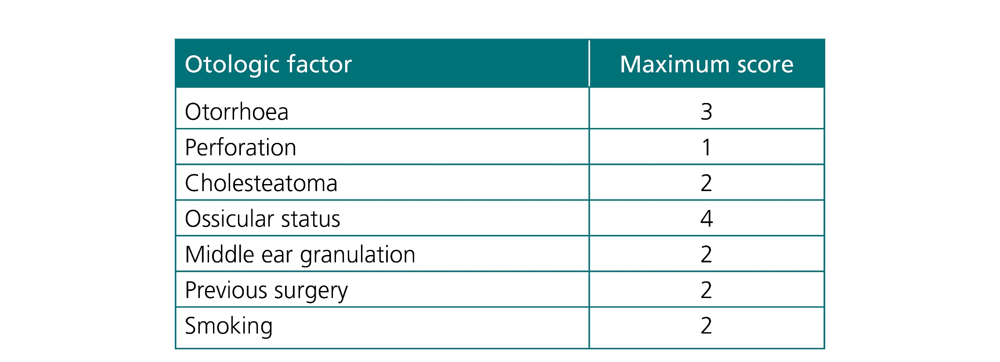 Otologic factor Maximum score
Otorrhoea 3
Perforation 1
Cholesteatoma 2
Ossicular status 4
Middle ear granulation 2
Previous surgery 2
Smoking 2